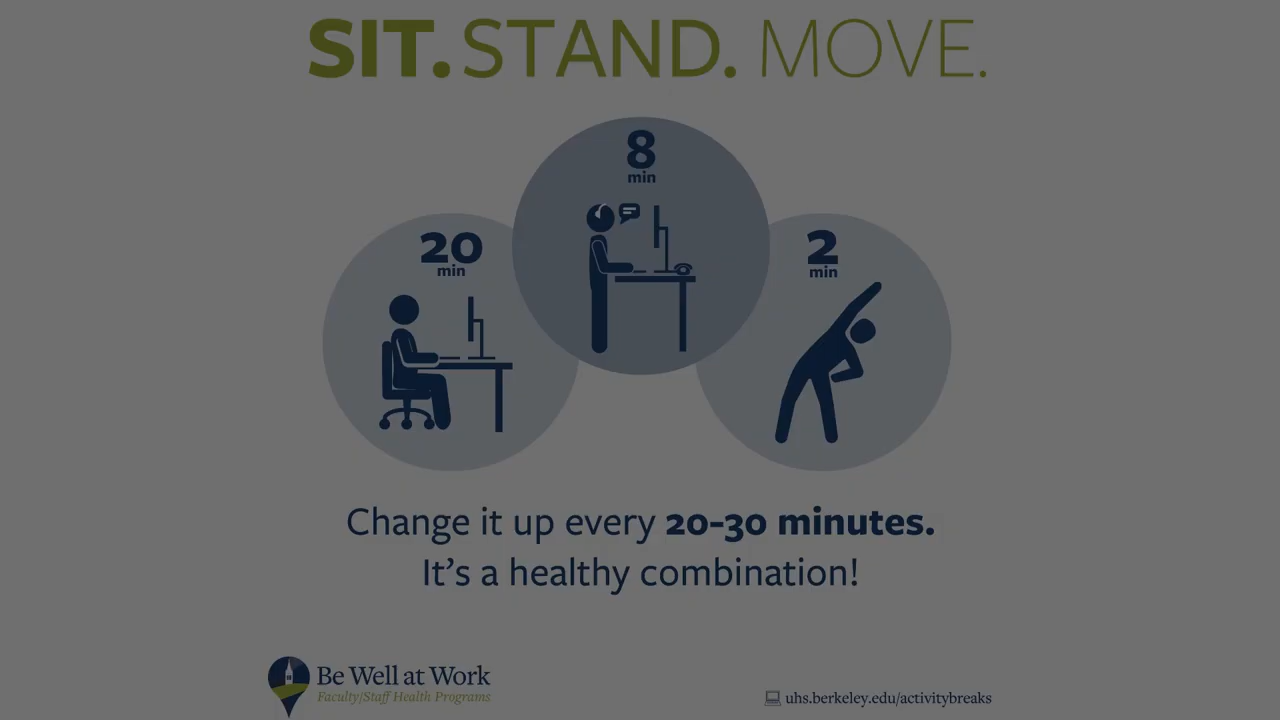 SIT. STAND. MOVE.
8
min
20
min
2
min
Change it up every 20-30 minutes.
It's a healthy combination!
Be Well at Work
Faculty/Staff Health Programs
uhs.berkeley.edu/activitybreaks